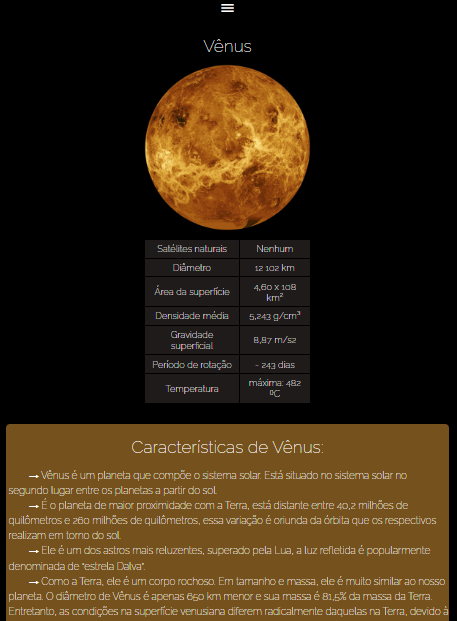 Vênus
Satélites naturais Nenhum
Diâmetro 12 102 km
Área da superfície 4,60 x 108 km²
Densidade média 5,243 g/cm³
Gravidade superficial 8,87 m/s2
Período de rotação - 243 dias
Temperatura máxima: 482 ºC
Características de Vênus:
→ Vênus é um planeta que compõe o sistema solar. Está situado no sistema solar no
segundo lugar entre os planetas a partir do sol.
→ É o planeta de maior proximidade com a Terra, está distante entre 40,2 milhões de
quilômetros e 260 milhões de quilômetros, essa variação é oriunda da órbita que os respectivos
realizam em torno do sol.
→ Ele é um dos astros mais reluzentes, superado pela Lua, a luz refletida é popularmente
denominada de "estrela Dalva".
→ Como a Terra, ele é um corpo rochoso. Em tamanho e massa, ele é muito similar ao nosso
planeta. O diâmetro de Vênus é apenas 650 km menor e sua massa é 81,5% da massa da Terra.
Entretanto, as condições na superfície venusiana diferem radicalmente daquelas na Terra, devido à